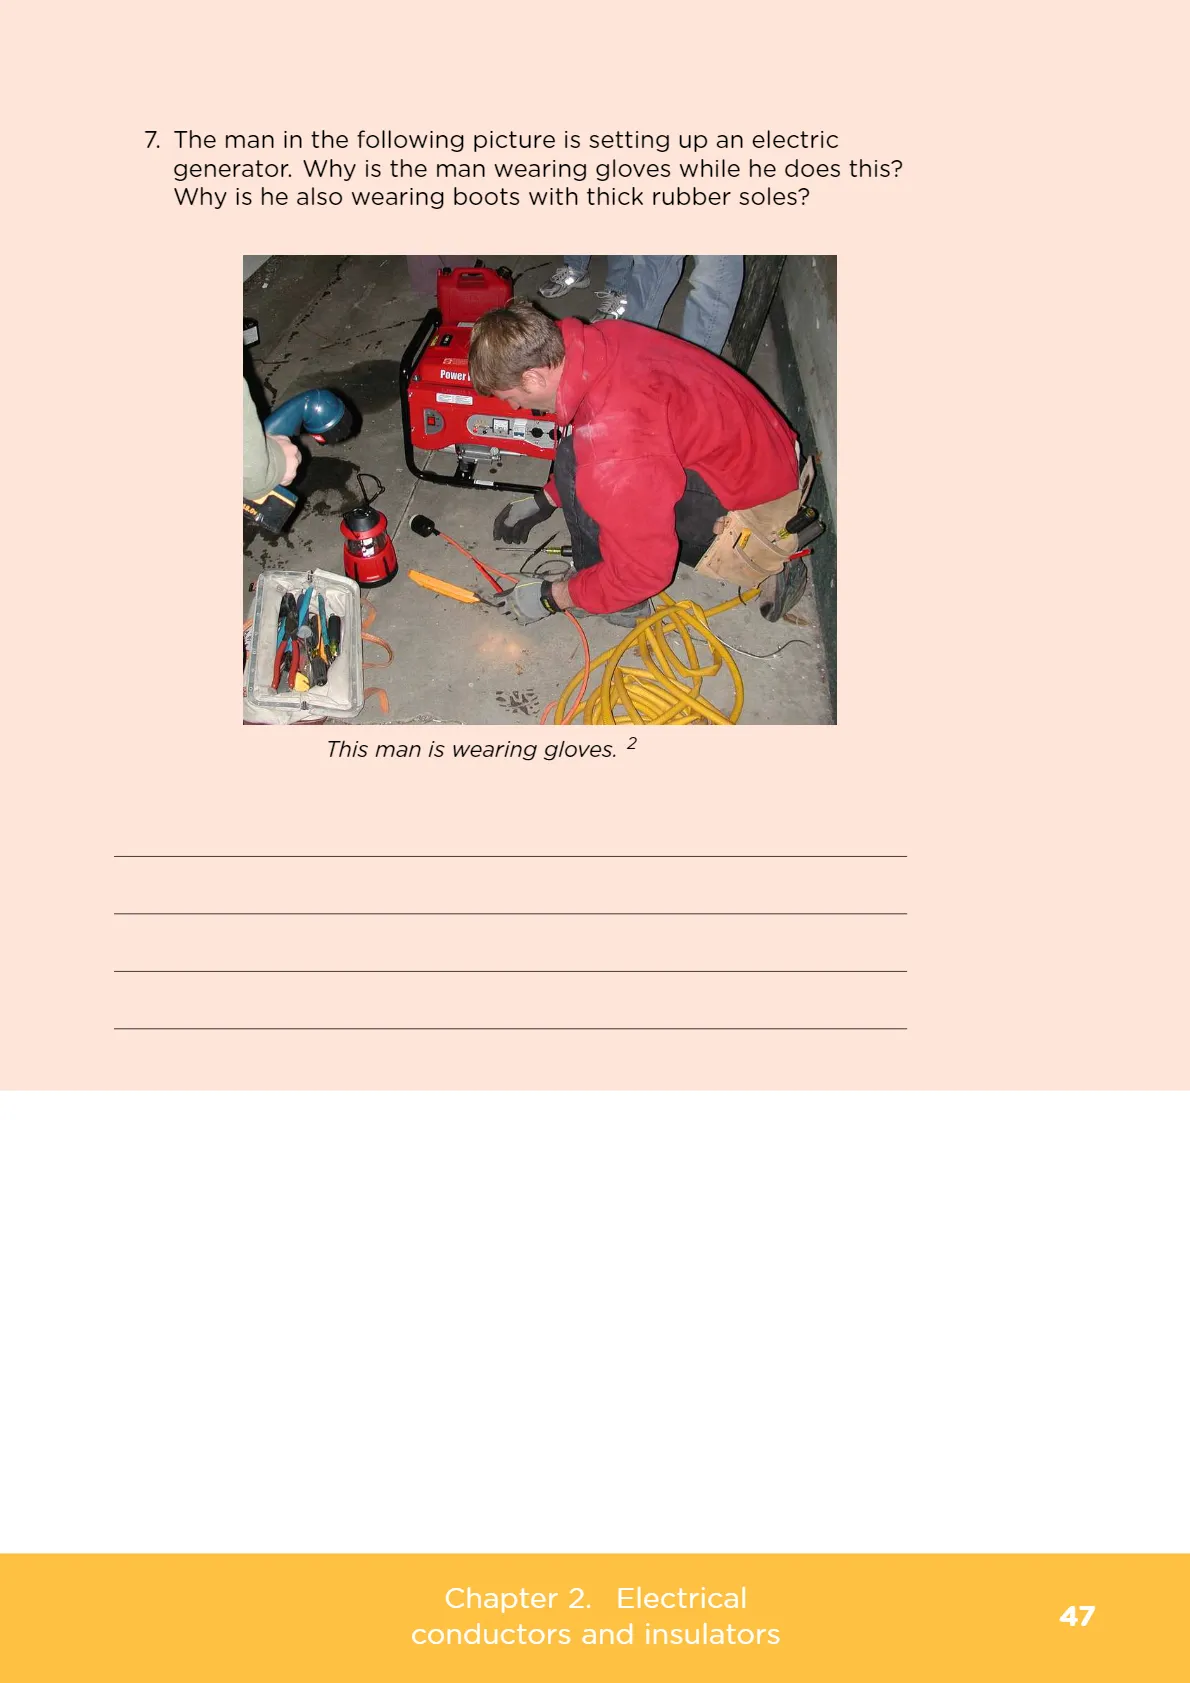 7. The man in the following picture is setting up an electric
generator. Why is the man wearing gloves while he does this?
Why is he also wearing boots with thick rubber soles?
Power
This man is wearing gloves. 2
Chapter 2. Electrical
conductors and insulators
47